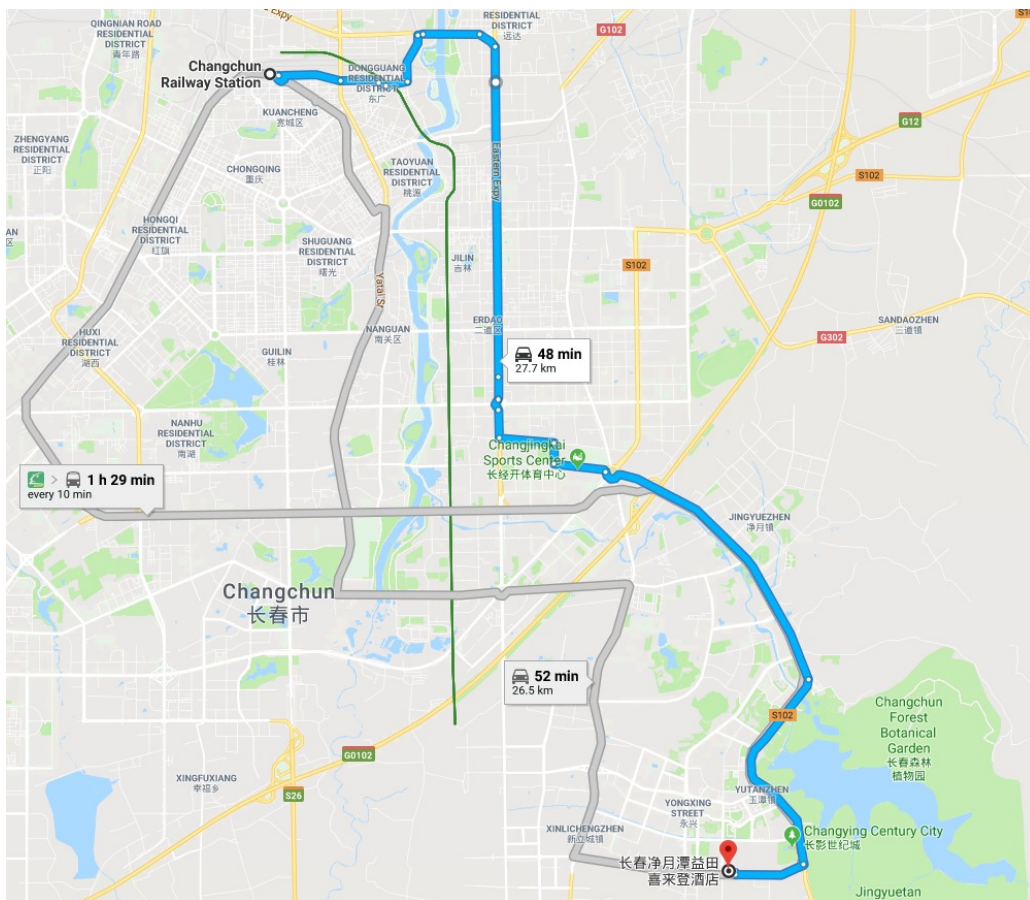 QINGNIAN ROAD
RESIDENTIAL
DISTRICT
青年路
Expy
RESIDENTIAL
DISTRICT
远达
G102
S10
Changchun
Railway Station
DONGGUANG
RESIDENTIAL
DISTRICT
东广
KUANCHENG
宽城区
G12
ZHENGYANG
RESIDENTIAL
DISTRICT
正阳
CHONGQING
重庆
TAOYUAN
RESIDENTIAL
DISTRICT
桃源
Eastern Expy
S102
G0102
HONGQI
RESIDENTIAL
DISTRICT
红旗
SHUGUANG
RESIDENTIAL
DISTRICT
曙光
JILIN
吉林
S102
Yatai St
ERDAO
二道区
SANDAOZHEN
三道镇
NANGUAN
南关区
G302
HUXI
RESIDENTIAL
DISTRICT
湖西
GUILIN
桂林
48 min
27.7 km
NANHU
RESIDENTIAL
DISTRICT
南湖
Changjingkai
Sports Center
长经开体育中心
1 h 29 min
every 10 min
JINGYUEZHEN
净月镇
Changchun
长春市
52 min
26.5 km
S102
Changchun
Forest
Botanical
Garden
长春森林
植物园
G0102
XINGFUXIANG
幸福乡
S26
YUTANZHEN
玉潭镇
YONGXING
STREET
永兴
XINLICHENGZHEN
新立城镇
Changying Century City
长影世纪城
长春净月潭益田
喜来登酒店
Jingyuetan